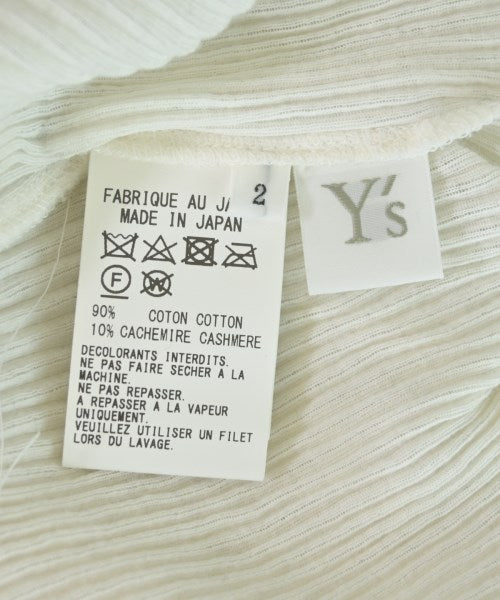 FABRIQUE AU JA
2
MADE IN JAPAN
F
W
90% COTON COTTON
10% CACHEMIRE CASHMERE
DECOLORANTS INTERDITS.
NE PAS FAIRE SECHER A LA
MACHINE.
NE PAS REPASSER.
A REPASSER A LA VAPEUR
UNIQUEMENT.
VEUILLEZ UTILISER UN FILET
LORS DU LAVAGE.
Y's